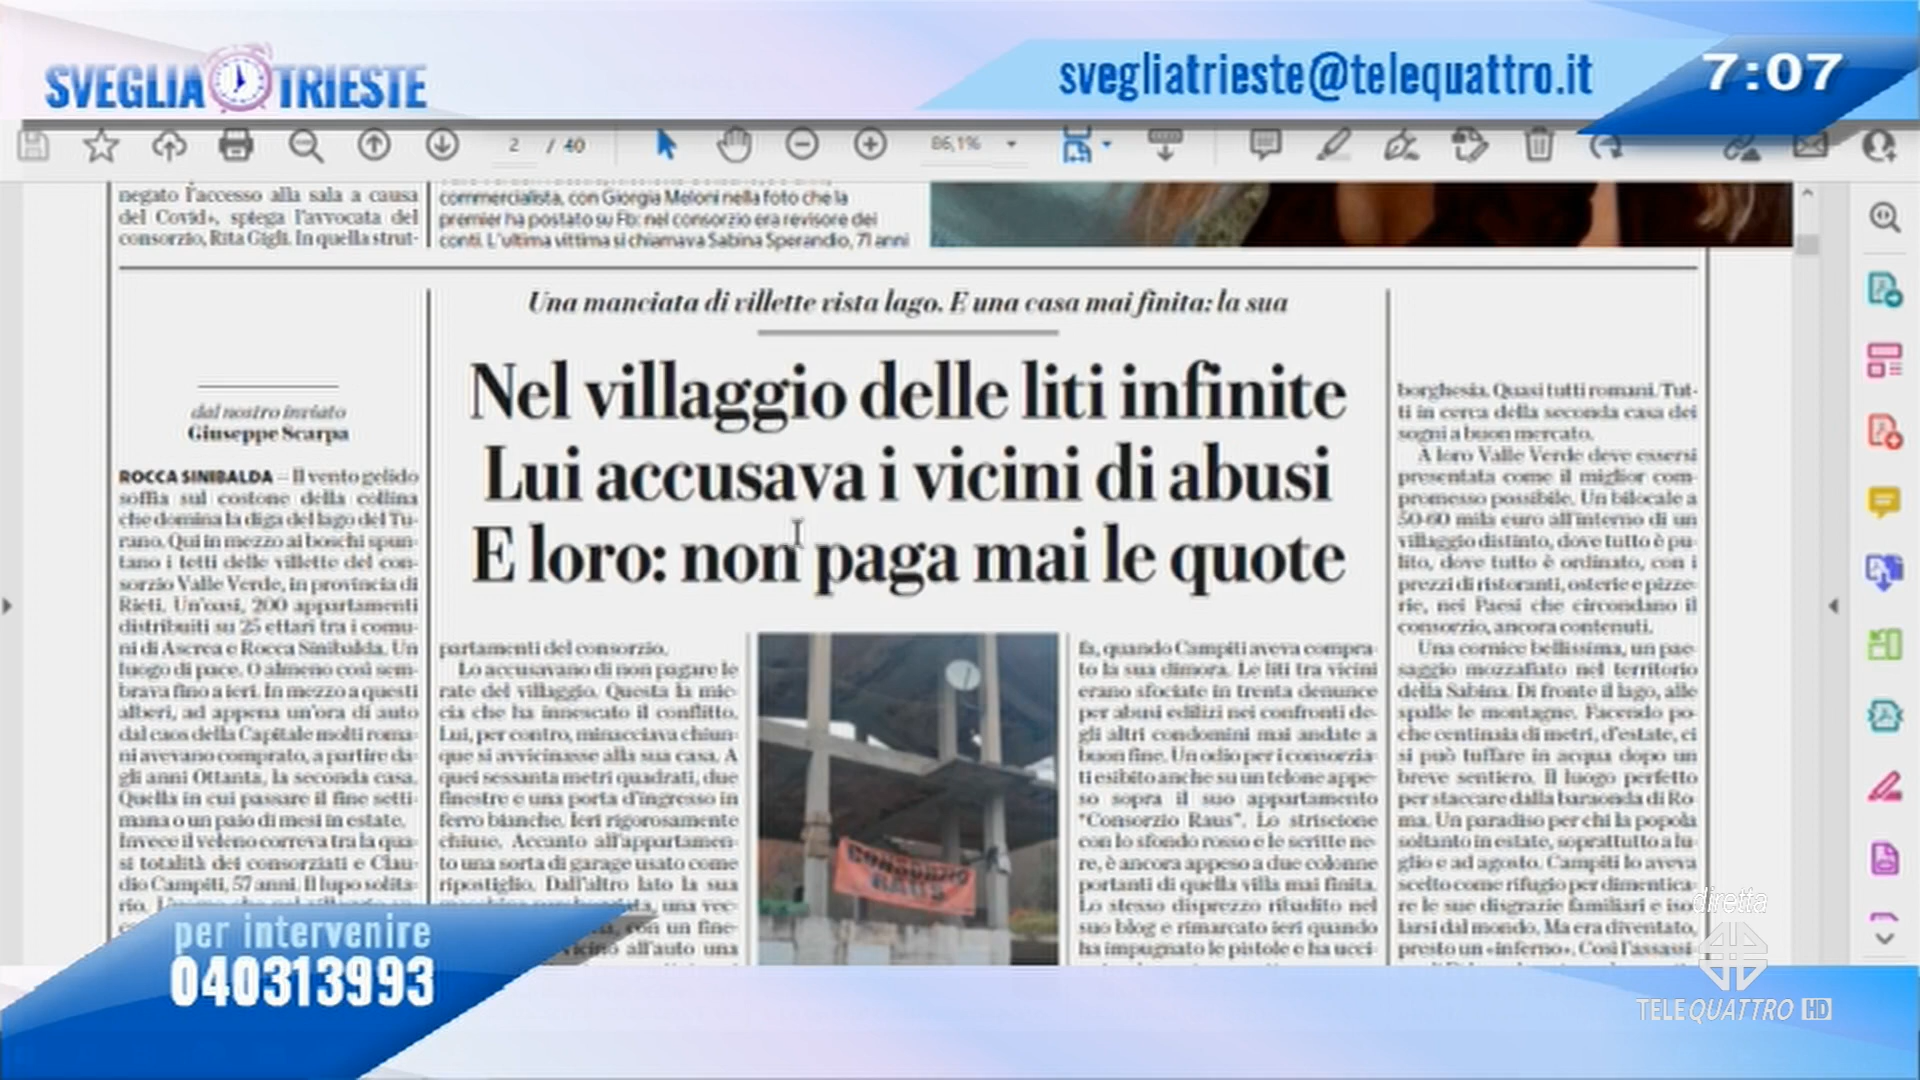 SVEGLIA TRIESTE
svegliatrieste@telequattro.it
7:07
2 / 40
86,1%
negato l'accesso alla sala a causa
del Covid», spiega l'avvocata del
consorzio, Rita Gigli. In quella strut-
commercialista, con Giorgia Meloni nella foto che la
premier ha postato su Fb: nel consorzio era revisore dei
conti. L'ultima vittima si chiamava Sabina Sperandio, 71 anni
Una manciata di villette vista lago. E una casa mai finita: la sua
Nel villaggio delle liti infinite
Lui accusava i vicini di abusi
E loro: non paga mai le quote
dal nostro inviato
Giuseppe Scarpa
ROCCA SINIBALDA – Il vento gelido
soffia sul costone della collina
che domina la diga del lago del Tu-
rano. Qui in mezzo ai boschi spun-
tano i tetti delle villette del con-
sorzio Valle Verde, in provincia di
Rieti. Un'oasi, 200 appartamenti
distribuiti su 25 ettari tra i comu-
ni di Ascrea e Rocca Sinibalda. Un
luogo di pace. O almeno così sem-
brava fino a ieri. In mezzo a questi
alberi, ad appena un'ora di auto
dal caos della Capitale molti roma-
ni avevano comprato, a partire da-
gli anni Ottanta, la seconda casa.
Quella in cui passare il fine setti-
mana o un paio di mesi in estate.
Invece il veleno correva tra la qua-
si totalità dei consorziati e Clau-
dio Campiti, 57 anni. Il lupo solita-
rio.
partamenti del consorzio.
Lo accusavano di non pagare le
rate del villaggio. Questa la mic-
cia che ha innescato il conflitto.
Lui, per contro, minacciava chiun-
que si avvicinasse alla sua casa. A
quei sessanta metri quadrati, due
finestre e una porta d'ingresso in
ferro bianche. Ieri rigorosamente
chiuse. Accanto all'appartamen-
to una sorta di garage usato come
ripostiglio. Dall'altro lato la sua
una vec-
con un fine-
vicino all'auto una
CONSORZIO
RAUS
fa, quando Campiti aveva compra-
to la sua dimora. Le liti tra vicini
erano sfociate in trenta denunce
per abusi edilizi nei confronti de-
gli altri condomini mai andate a
buon fine. Un odio per i consorzia-
ti esibito anche su un telone appe-
so sopra il suo appartamento
"Consorzio Raus". Lo striscione
con lo sfondo rosso e le scritte ne-
re, è ancora appeso a due colonne
portanti di quella villa mai finita.
Lo stesso disprezzo ribadito nel
suo blog e rimarcato ieri quando
ha impugnato le pistole e ha ucci-
borghesia. Quasi tutti romani. Tut-
ti in cerca della seconda casa dei
sogni a buon mercato.
A loro Valle Verde deve essersi
presentata come il miglior com-
promesso possibile. Un bilocale a
50-60 mila euro all'interno di un
villaggio distinto, dove tutto è pu-
lito, dove tutto è ordinato, con i
prezzi di ristoranti, osterie e pizze-
rie, nei Paesi che circondano il
consorzio, ancora contenuti.
Una cornice bellissima, un pae-
saggio mozzafiato nel territorio
della Sabina. Di fronte il lago, alle
spalle le montagne. Facendo po-
che centinaia di metri, d'estate, ci
si può tuffare in acqua dopo un
breve sentiero. Il luogo perfetto
per staccare dalla baraonda di Ro-
ma. Un paradiso per chi la popola
soltanto in estate, soprattutto a lu-
glio e ad agosto. Campiti lo aveva
scelto come rifugio per dimentica-
re le sue disgrazie familiari e iso
larsi dal mondo. Ma era diventato,
presto un «inferno». Così l'assassi-
per intervenire
040313993
diretta
TELEQUATTRO HD